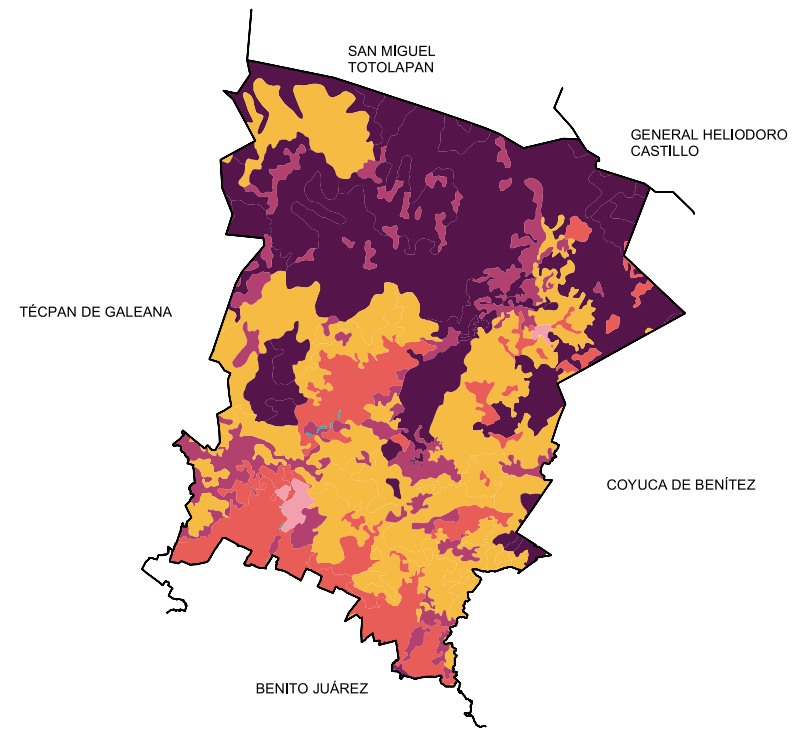 SAN MIGUEL
TOTOLAPAN
GENERAL HELIODORO
CASTILLO
TÉCPAN DE GALEANA
COYUCA DE BENÍTEZ
BENITO JUÁREZ